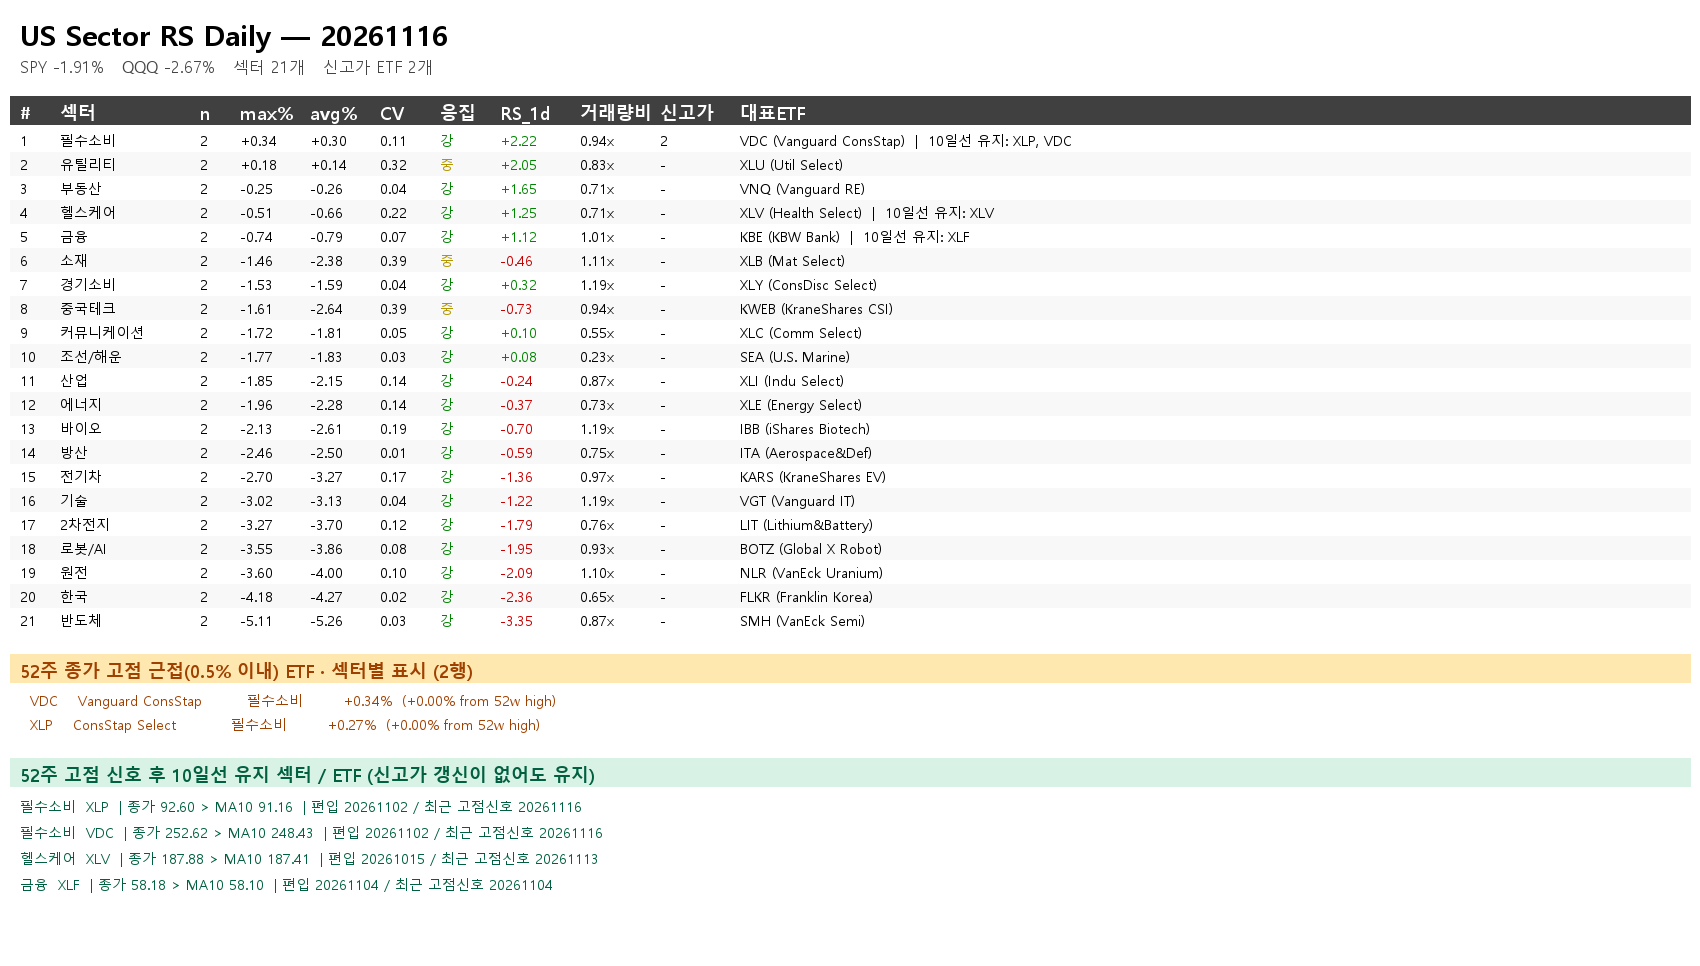 US Sector RS Daily — 20261116
SPY -1.91% QQQ -2.67% 섹터 21개 신고가 ETF 2개
# 섹터 n max% avg% CV 응집 RS_1d 거래량비 신고가 대표ETF
1 필수소비 2 +0.34 +0.30 0.11 강 +2.22 0.94x 2 VDC (Vanguard ConsStap) | 10일선 유지: XLP, VDC
2 유틸리티 2 +0.18 +0.14 0.32 중 +2.05 0.83x - XLU (Util Select)
3 부동산 2 -0.25 -0.26 0.04 강 +1.65 0.71x - VNQ (Vanguard RE)
4 헬스케어 2 -0.51 -0.66 0.22 강 +1.25 0.71x - XLV (Health Select) | 10일선 유지: XLV
5 금융 2 -0.74 -0.79 0.07 강 +1.12 1.01x - KBE (KBW Bank) | 10일선 유지: XLF
6 소재 2 -1.46 -2.38 0.39 중 -0.46 1.11x - XLB (Mat Select)
7 경기소비 2 -1.53 -1.59 0.04 강 +0.32 1.19x - XLY (ConsDisc Select)
8 중국테크 2 -1.61 -2.64 0.39 중 -0.73 0.94x - KWEB (KraneShares CSI)
9 커뮤니케이션 2 -1.72 -1.81 0.05 강 +0.10 0.55x - XLC (Comm Select)
10 조선/해운 2 -1.77 -1.83 0.03 강 +0.08 0.23x - SEA (U.S. Marine)
11 산업 2 -1.85 -2.15 0.14 강 -0.24 0.87x - XLI (Indu Select)
12 에너지 2 -1.96 -2.28 0.14 강 -0.37 0.73x - XLE (Energy Select)
13 바이오 2 -2.13 -2.61 0.19 강 -0.70 1.19x - IBB (iShares Biotech)
14 방산 2 -2.46 -2.50 0.01 강 -0.59 0.75x - ITA (Aerospace&Def)
15 전기차 2 -2.70 -3.27 0.17 강 -1.36 0.97x - KARS (KraneShares EV)
16 기술 2 -3.02 -3.13 0.04 강 -1.22 1.19x - VGT (Vanguard IT)
17 2차전지 2 -3.27 -3.70 0.12 강 -1.79 0.76x - LIT (Lithium&Battery)
18 로봇/AI 2 -3.55 -3.86 0.08 강 -1.95 0.93x - BOTZ (Global X Robot)
19 원전 2 -3.60 -4.00 0.10 강 -2.09 1.10x - NLR (VanEck Uranium)
20 한국 2 -4.18 -4.27 0.02 강 -2.36 0.65x - FLKR (Franklin Korea)
21 반도체 2 -5.11 -5.26 0.03 강 -3.35 0.87x - SMH (VanEck Semi)
52주 종가 고점 근접(0.5% 이내) ETF · 섹터별 표시 (2행)
VDC Vanguard ConsStap 필수소비 +0.34% (+0.00% from 52w high)
XLP ConsStap Select 필수소비 +0.27% (+0.00% from 52w high)
52주 고점 신호 후 10일선 유지 섹터 / ETF (신고가 갱신이 없어도 유지)
필수소비 XLP | 종가 92.60 > MA10 91.16 | 편입 20261102 / 최근 고점신호 20261116
필수소비 VDC | 종가 252.62 > MA10 248.43 | 편입 20261102 / 최근 고점신호 20261116
헬스케어 XLV | 종가 187.88 > MA10 187.41 | 편입 20261015 / 최근 고점신호 20261113
금융 XLF | 종가 58.18 > MA10 58.10 | 편입 20261104 / 최근 고점신호 20261104